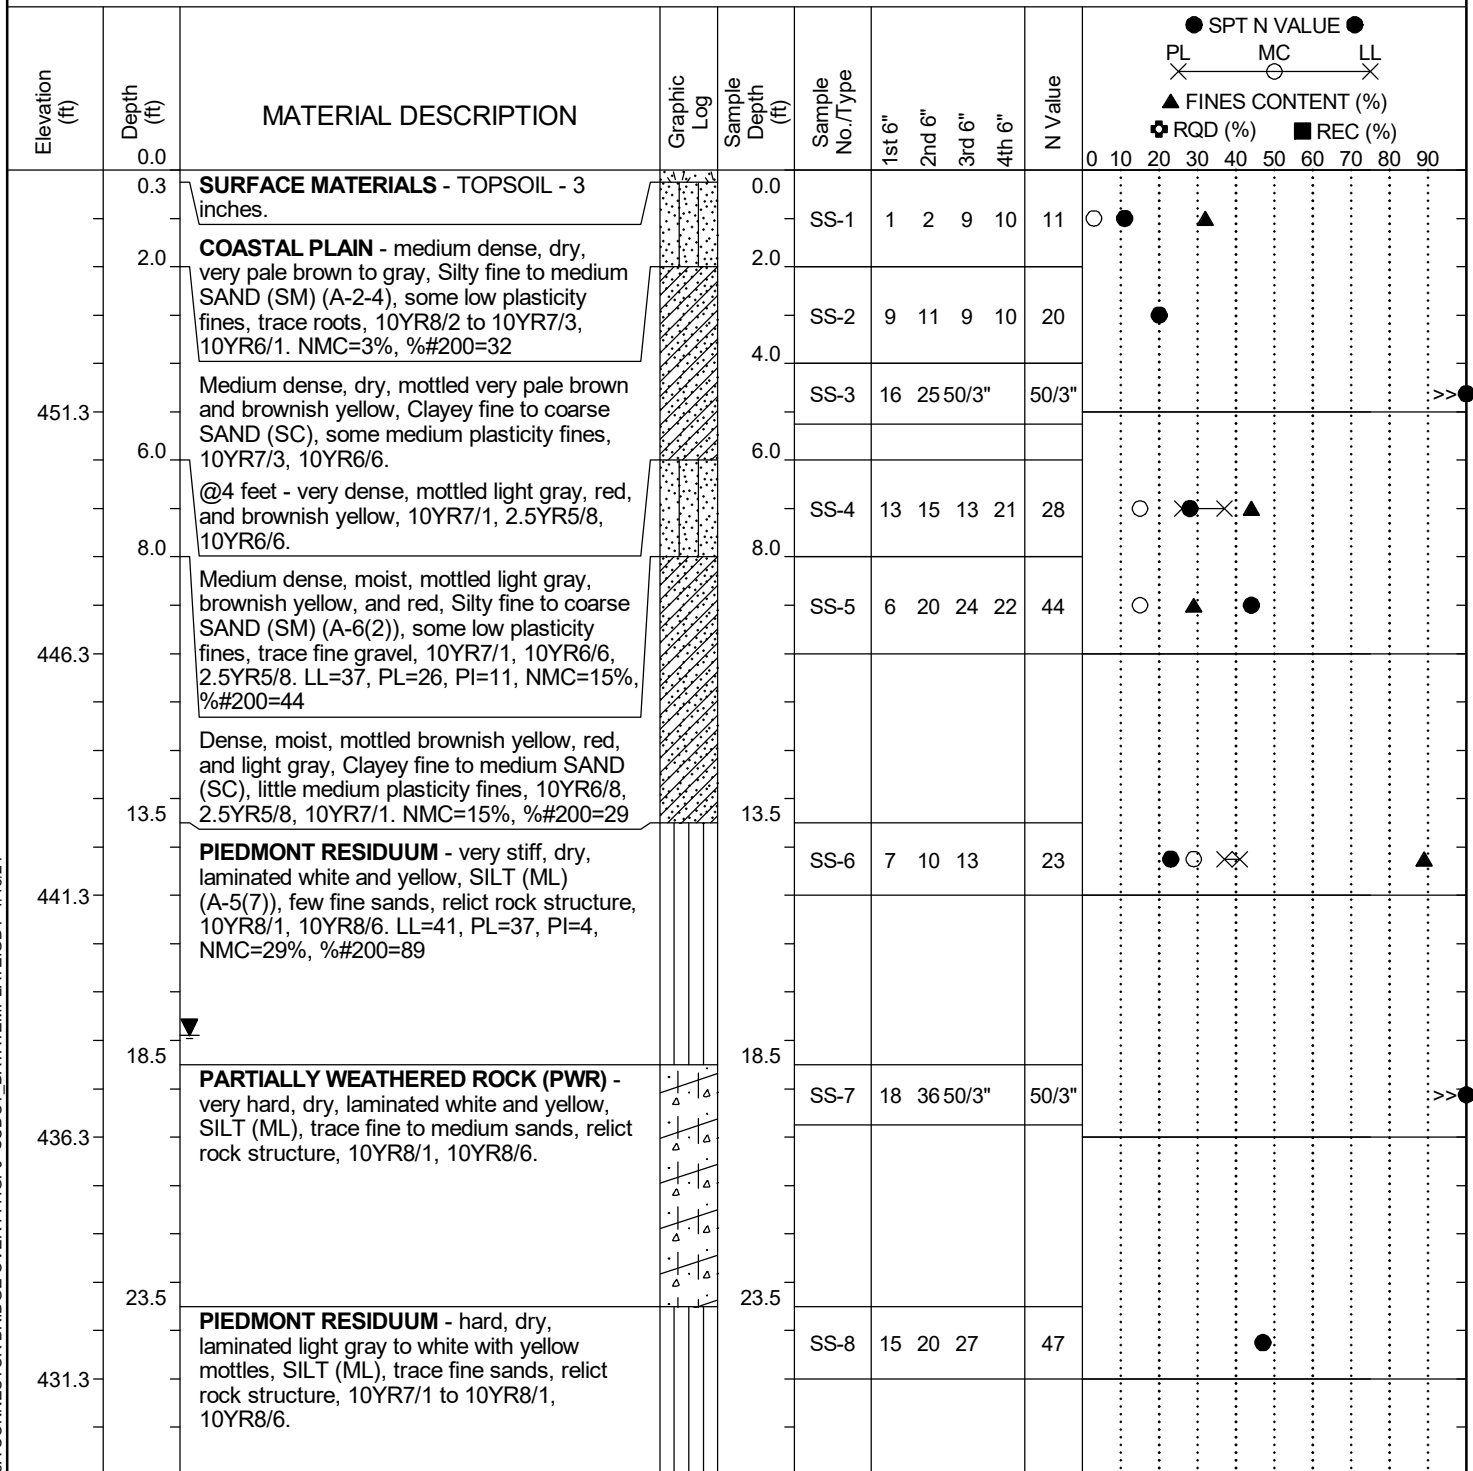 ● SPT N VALUE ●
PL MC LL
▲ FINES CONTENT (%)
RQD (%) ■ REC (%)
Elevation (ft)
Depth (ft)
MATERIAL DESCRIPTION
Graphic Log
Sample Depth (ft)
Sample No./Type
1st 6"
2nd 6"
3rd 6"
4th 6"
N Value
0.0
0 10 20 30 40 50 60 70 80 90
0.3
SURFACE MATERIALS - TOPSOIL - 3
inches.
0.0
SS-1 1 2 9 10 11
2.0
COASTAL PLAIN - medium dense, dry,
very pale brown to gray, Silty fine to medium
SAND (SM) (A-2-4), some low plasticity
fines, trace roots, 10YR8/2 to 10YR7/3,
10YR6/1. NMC=3%, %#200=32
2.0
SS-2 9 11 9 10 20
4.0
Medium dense, dry, mottled very pale brown
and brownish yellow, Clayey fine to coarse
SAND (SC), some medium plasticity fines,
10YR7/3, 10YR6/6.
SS-3 16 25 50/3" 50/3" >>
451.3
6.0
6.0
@4 feet - very dense, mottled light gray, red,
and brownish yellow, 10YR7/1, 2.5YR5/8,
10YR6/6.
SS-4 13 15 13 21 28
8.0
8.0
Medium dense, moist, mottled light gray,
brownish yellow, and red, Silty fine to coarse
SAND (SM) (A-6(2)), some low plasticity
fines, trace fine gravel, 10YR7/1, 10YR6/6,
2.5YR5/8. LL=37, PL=26, PI=11, NMC=15%,
%#200=44
SS-5 6 20 24 22 44
446.3
Dense, moist, mottled brownish yellow, red,
and light gray, Clayey fine to medium SAND
(SC), little medium plasticity fines, 10YR6/8,
2.5YR5/8, 10YR7/1. NMC=15%, %#200=29
13.5
13.5
PIEDMONT RESIDUUM - very stiff, dry,
laminated white and yellow, SILT (ML)
(A-5(7)), few fine sands, relict rock structure,
10YR8/1, 10YR8/6. LL=41, PL=37, PI=4,
NMC=29%, %#200=89
SS-6 7 10 13 23
441.3
18.5
18.5
PARTIALLY WEATHERED ROCK (PWR) -
very hard, dry, laminated white and yellow,
SILT (ML), trace fine to medium sands, relict
rock structure, 10YR8/1, 10YR8/6.
SS-7 18 36 50/3" 50/3" >>
436.3
23.5
23.5
PIEDMONT RESIDUUM - hard, dry,
laminated light gray to white with yellow
mottles, SILT (ML), trace fine sands, relict
rock structure, 10YR7/1 to 10YR8/1,
10YR8/6.
SS-8 15 20 27 47
431.3